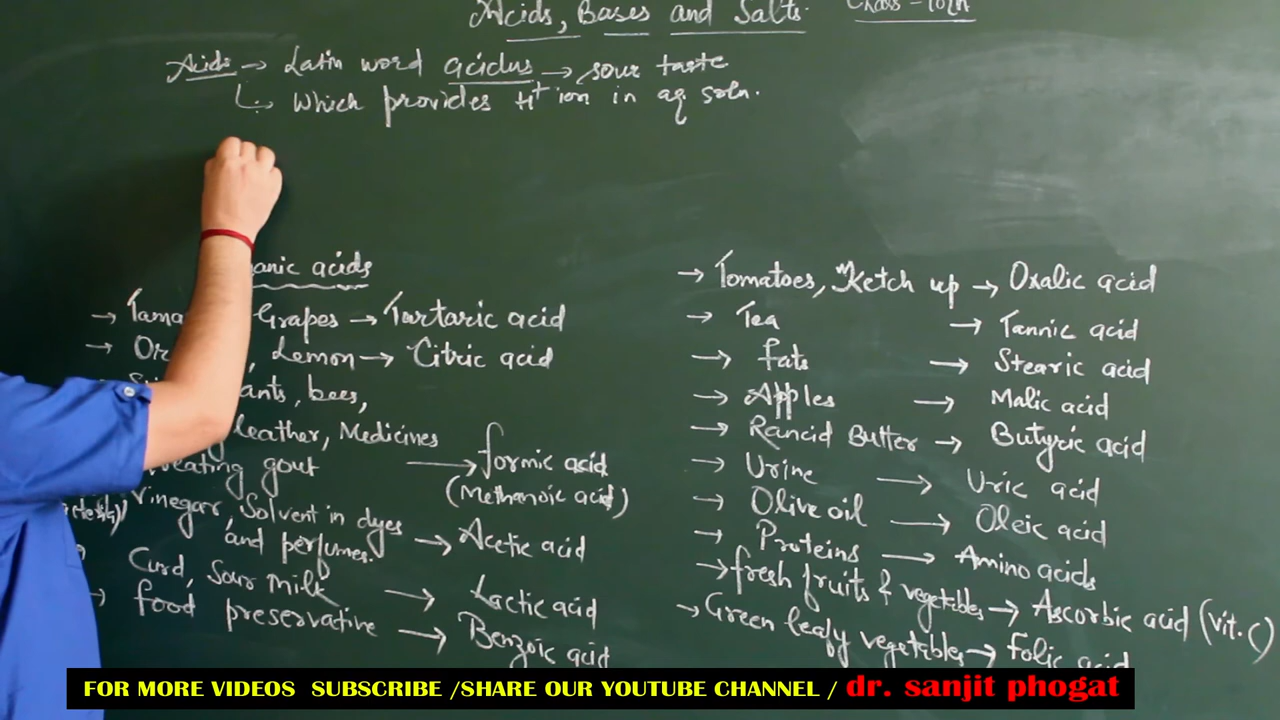 Acids, Bases and Salts. Class - 10th
Acids → Latin word acidus → sour taste
↳ Which provides H⁺ ion in aq soln.
anic acids
→ Tama Grapes → Tartaric acid
→ Or , Lemon → Citric acid
ants, bees,
leather, Medicines
eating gout → formic acid
(Methanoic acid)
Vinegar, Solvent in dyes
and perfumes. → Acetic acid
Curd, Sour Milk → Lactic acid
→ food preservative → Benzoic acid
→ Tomatoes, Ketch up → Oxalic acid
→ Tea → Tannic acid
→ fats → Stearic acid
→ Apples → Malic acid
→ Rancid Butter → Butyric acid
→ Urine → Uric acid
→ Olive oil → Oleic acid
→ Proteins → Amino acids
→ fresh fruits & vegetables → Ascorbic acid (Vit. C)
→ Green leafy vegetables → Folic acid
FOR MORE VIDEOS SUBSCRIBE /SHARE OUR YOUTUBE CHANNEL / dr. sanjit phogat